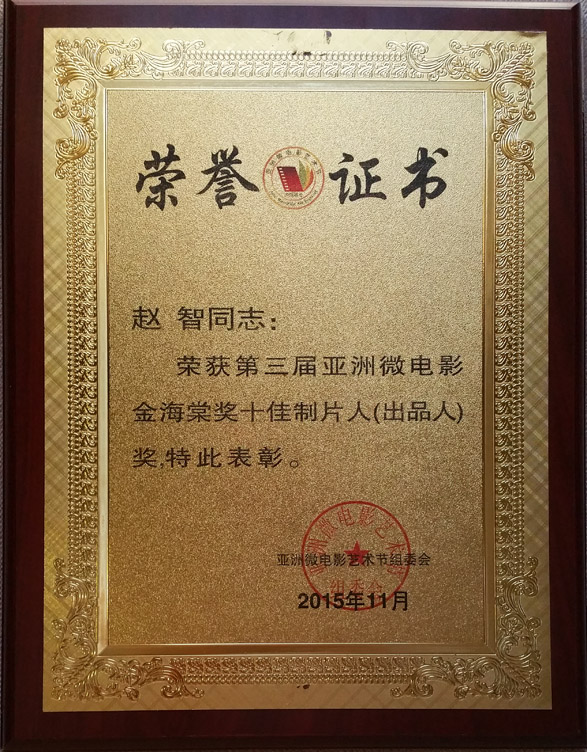 荣誉证书
赵 智同志:
荣获第三届亚洲微电影
金海棠奖十佳制片人(出品人)
奖,特此表彰。
亚洲微电影艺术节组委会
2015年11月